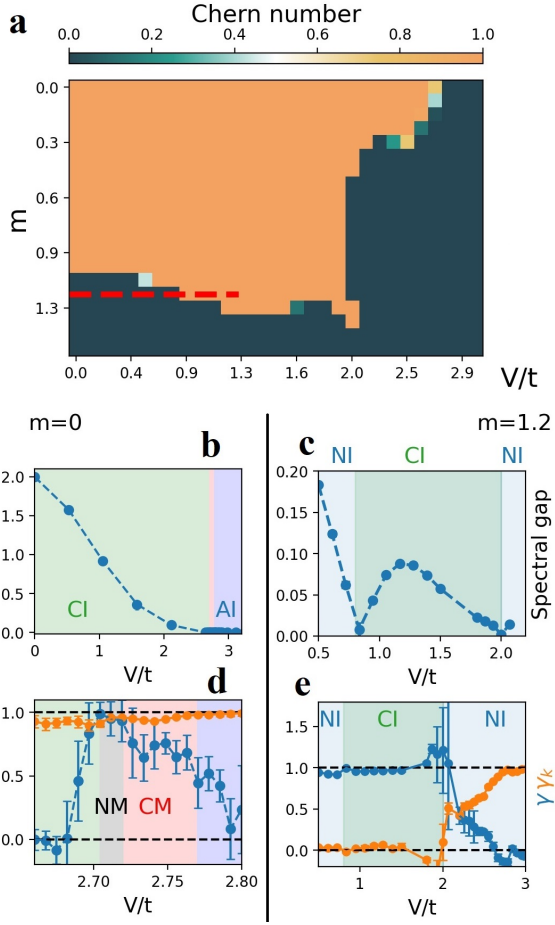 a
Chern number
0.0 0.2 0.4 0.6 0.8 1.0
m
0.0
0.3
0.6
0.9
1.3
0.0 0.4 0.9 1.3 1.6 2.0 2.5 2.9
V/t
m=0
m=1.2
b
2.0
1.5
1.0
0.5
0.0
CI
AI
0 1 2 3
V/t
c
NI CI NI
0.20
0.15
0.10
0.05
0.00
0.5 1.0 1.5 2.0
V/t
Spectral gap
d
1.0
0.5
0.0
NM CM
2.70 2.75 2.80
V/t
e
NI CI NI
1.5
1.0
0.5
0.0
1 2 3
V/t
γ γk